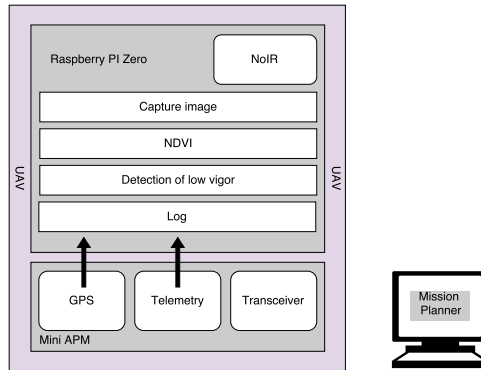 Raspberry PI Zero
NoIR
Capture image
NDVI
Detection of low vigor
Log
UAV
UAV
GPS
Telemetry
Transceiver
Mini APM
Mission
Planner